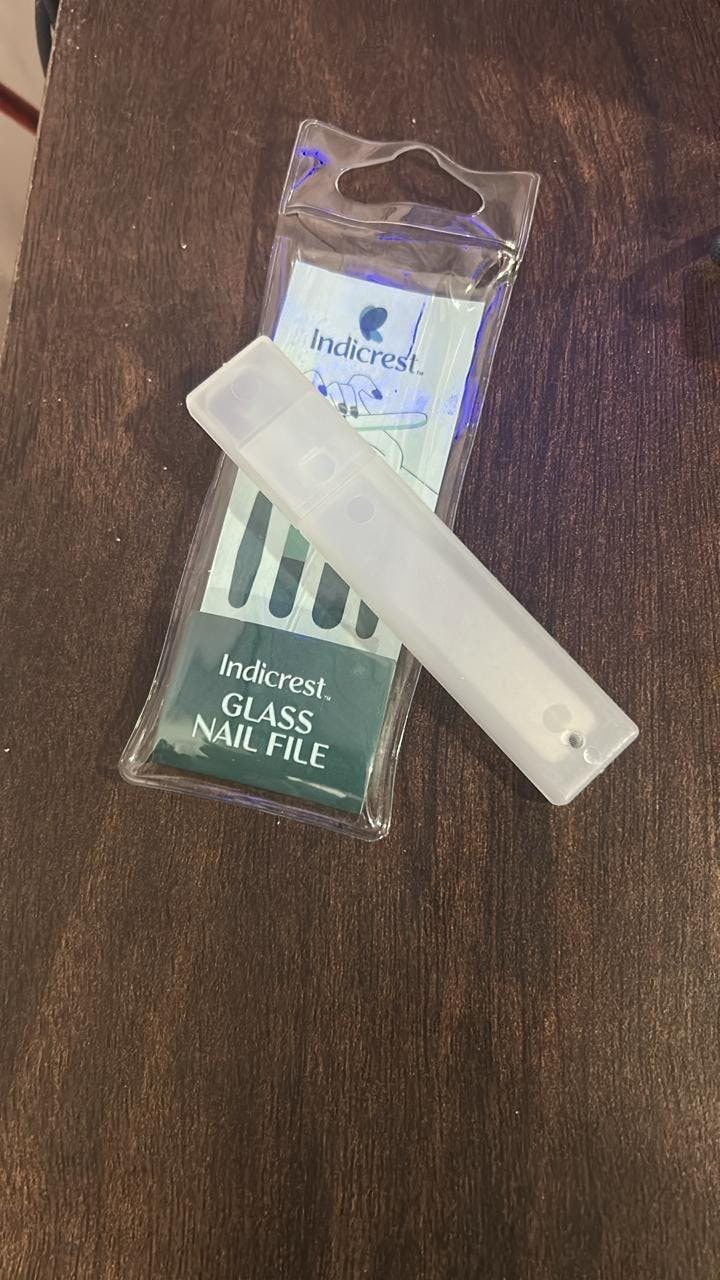 Indicrest™
Indicrest™
GLASS
NAIL FILE